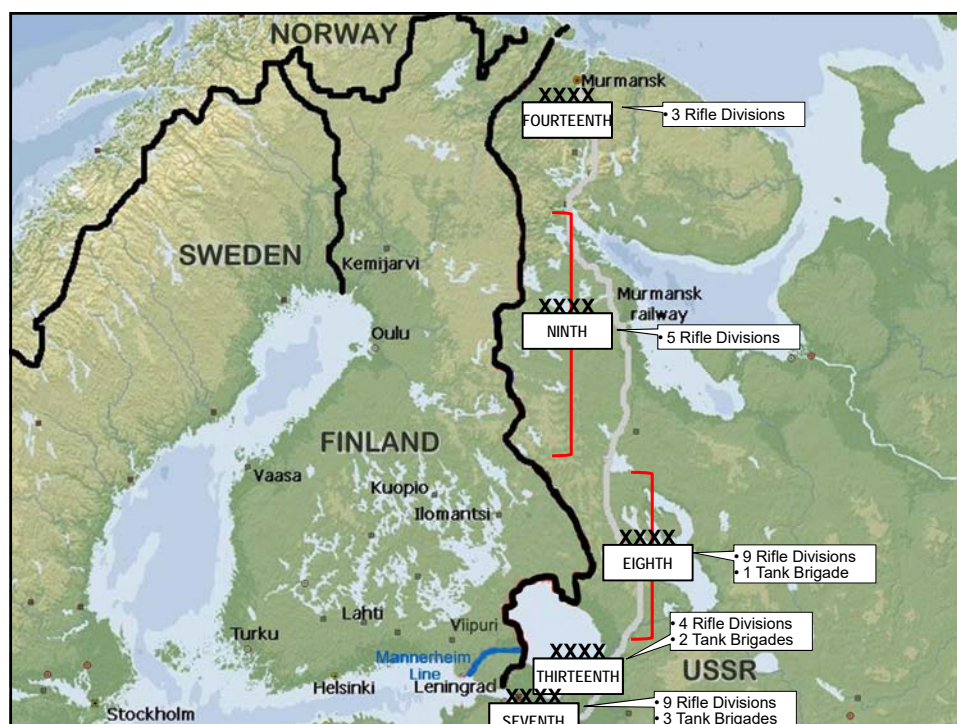 NORWAY
Murmansk
XXXX
FOURTEENTH
• 3 Rifle Divisions
SWEDEN
Kemijarvi
Murmansk
railway
XXXX
NINTH
• 5 Rifle Divisions
Oulu
FINLAND
Vaasa
Kuopio
Ilomantsi
XXXX
EIGHTH
• 9 Rifle Divisions
• 1 Tank Brigade
Lahti
Viipuri
• 4 Rifle Divisions
• 2 Tank Brigades
Turku
Mannerheim
Line
XXXX
THIRTEENTH
USSR
Helsinki
Leningrad
XXXX
SEVENTH
• 9 Rifle Divisions
• 3 Tank Brigades
Stockholm